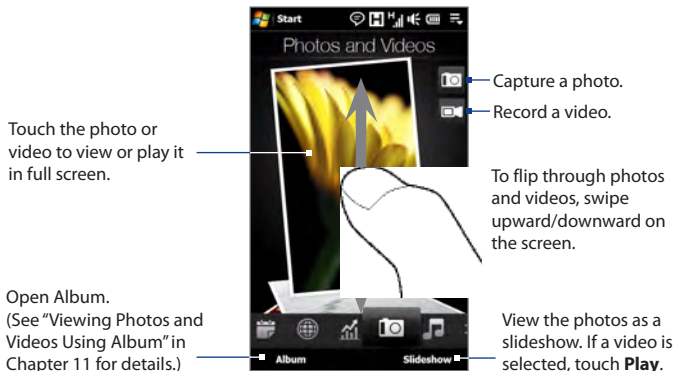 Start
Photos and Videos
Capture a photo.
Record a video.
Touch the photo or
video to view or play it
in full screen.
To flip through photos
and videos, swipe
upward/downward on
the screen.
Open Album.
(See “Viewing Photos and
Videos Using Album” in
Chapter 11 for details.)
Album
Slideshow
View the photos as a
slideshow. If a video is
selected, touch Play.